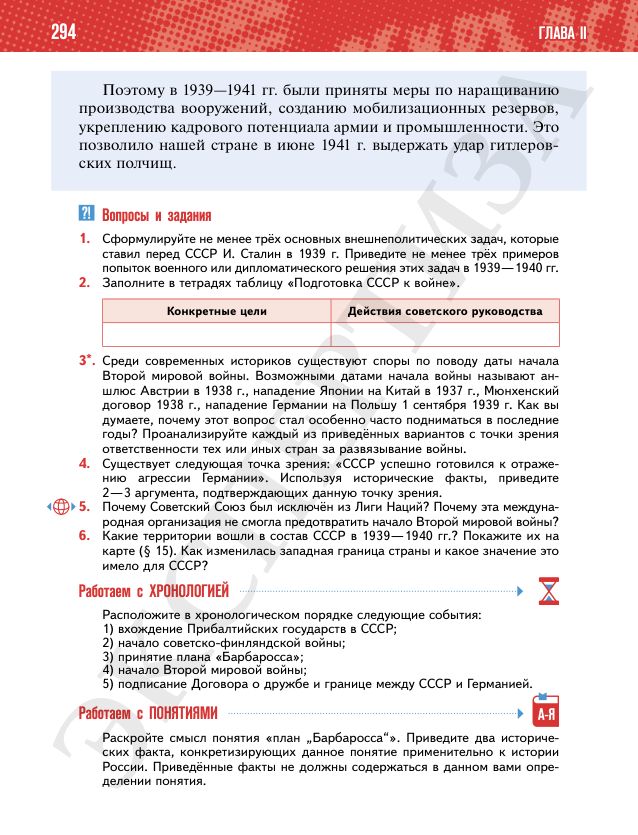 294
ГЛАВА II
Поэтому в 1939—1941 гг. были приняты меры по наращиванию
производства вооружений, созданию мобилизационных резервов,
укреплению кадрового потенциала армии и промышленности. Это
позволило нашей стране в июне 1941 г. выдержать удар гитлеров-
ских полчищ.
?! Вопросы и задания
1. Сформулируйте не менее трёх основных внешнеполитических задач, которые
ставил перед СССР И. Сталин в 1939 г. Приведите не менее трёх примеров
попыток военного или дипломатического решения этих задач в 1939—1940 гг.
2. Заполните в тетрадях таблицу «Подготовка СССР к войне».
Конкретные цели
Действия советского руководства
3*. Среди современных историков существуют споры по поводу даты начала
Второй мировой войны. Возможными датами начала войны называют ан-
шлюс Австрии в 1938 г., нападение Японии на Китай в 1937 г., Мюнхенский
договор 1938 г., нападение Германии на Польшу 1 сентября 1939 г. Как вы
думаете, почему этот вопрос стал особенно часто подниматься в последние
годы? Проанализируйте каждый из приведённых вариантов с точки зрения
ответственности тех или иных стран за развязывание войны.
4. Существует следующая точка зрения: «СССР успешно готовился к отраже-
нию агрессии Германии». Используя исторические факты, приведите
2—3 аргумента, подтверждающих данную точку зрения.
5. Почему Советский Союз был исключён из Лиги Наций? Почему эта междуна-
родная организация не смогла предотвратить начало Второй мировой войны?
6. Какие территории вошли в состав СССР в 1939—1940 гг.? Покажите их на
карте (§ 15). Как изменилась западная граница страны и какое значение это
имело для СССР?
Работаем с ХРОНОЛОГИЕЙ
Расположите в хронологическом порядке следующие события:
1) вхождение Прибалтийских государств в СССР;
2) начало советско-финляндской войны;
3) принятие плана «Барбаросса»;
4) начало Второй мировой войны;
5) подписание Договора о дружбе и границе между СССР и Германией.
Работаем с ПОНЯТИЯМИ
А-Я
Раскройте смысл понятия «план „Барбаросса“». Приведите два историче-
ских факта, конкретизирующих данное понятие применительно к истории
России. Приведённые факты не должны содержаться в данном вами опре-
делении понятия.
ЭКСПЕРТИЗА